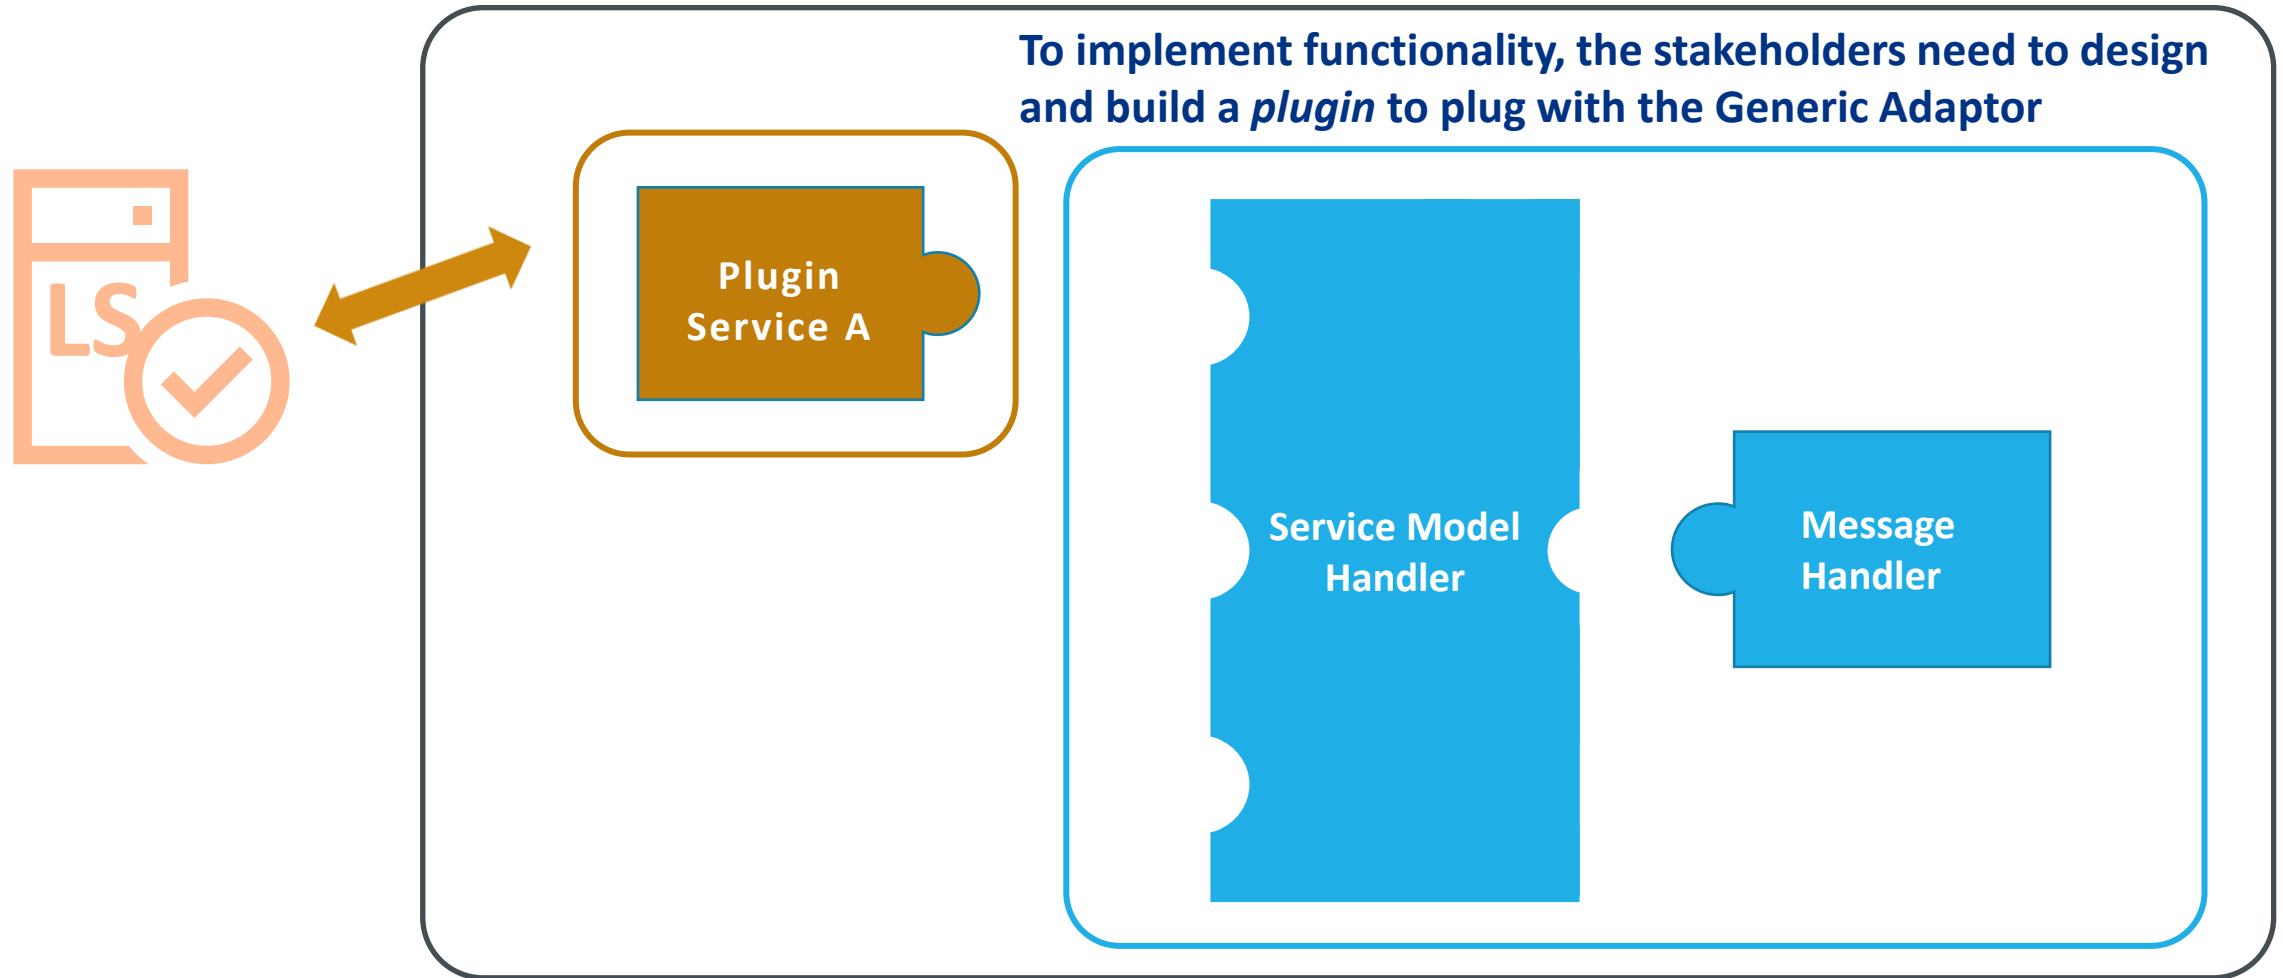 To implement functionality, the stakeholders need to design
and build a plugin to plug with the Generic Adaptor
LS
Plugin
Service A
Service Model
Handler
Message
Handler